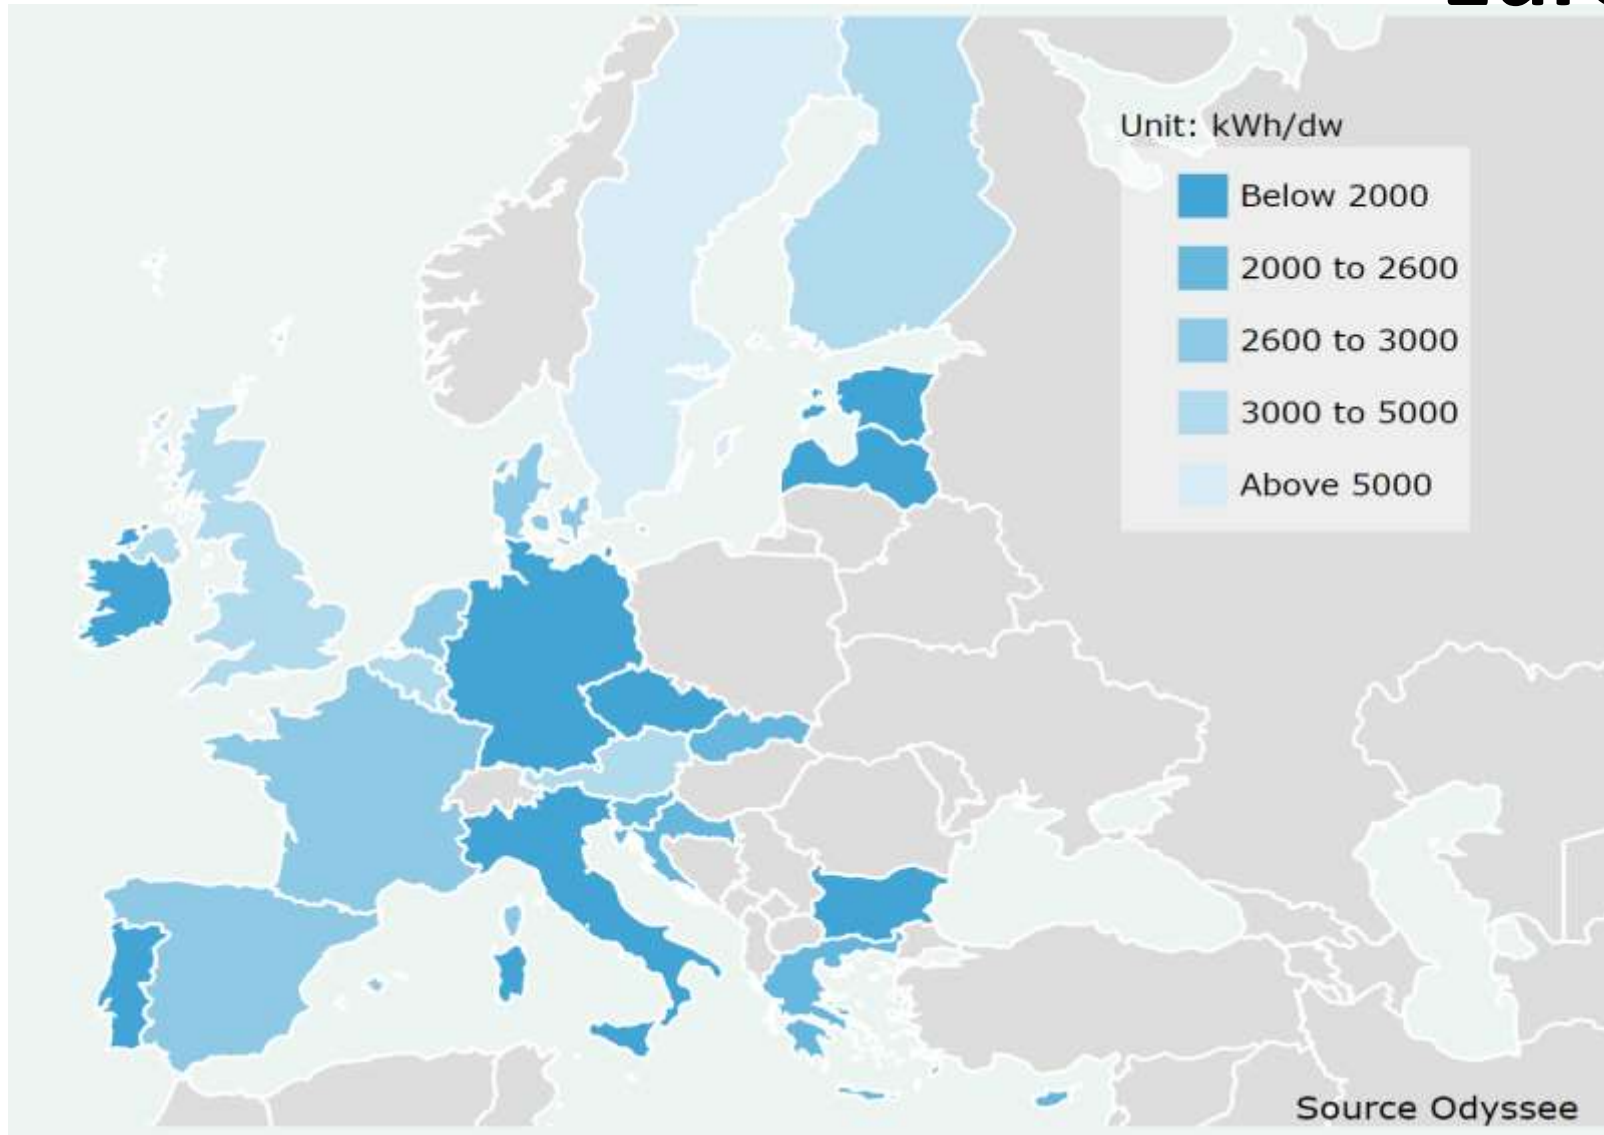 Unit: kWh/dw
Below 2000
2000 to 2600
2600 to 3000
3000 to 5000
Above 5000
Source Odyssee